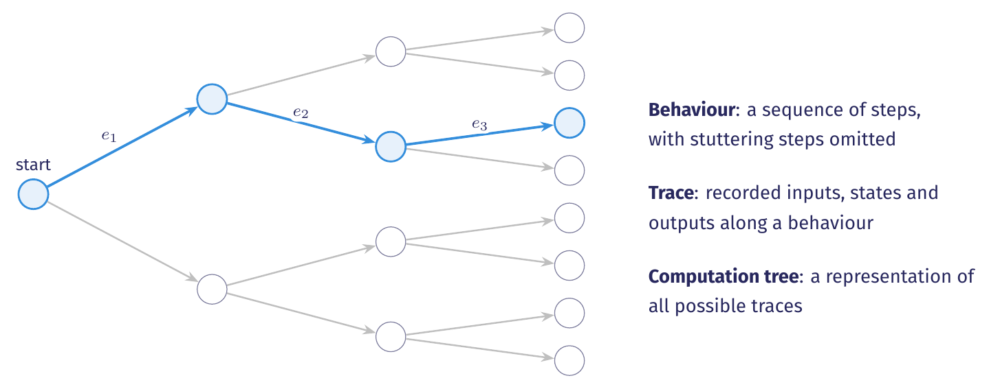 start
e₁
e₂
e₃
Behaviour: a sequence of steps,
with stuttering steps omitted
Trace: recorded inputs, states and
outputs along a behaviour
Computation tree: a representation of
all possible traces